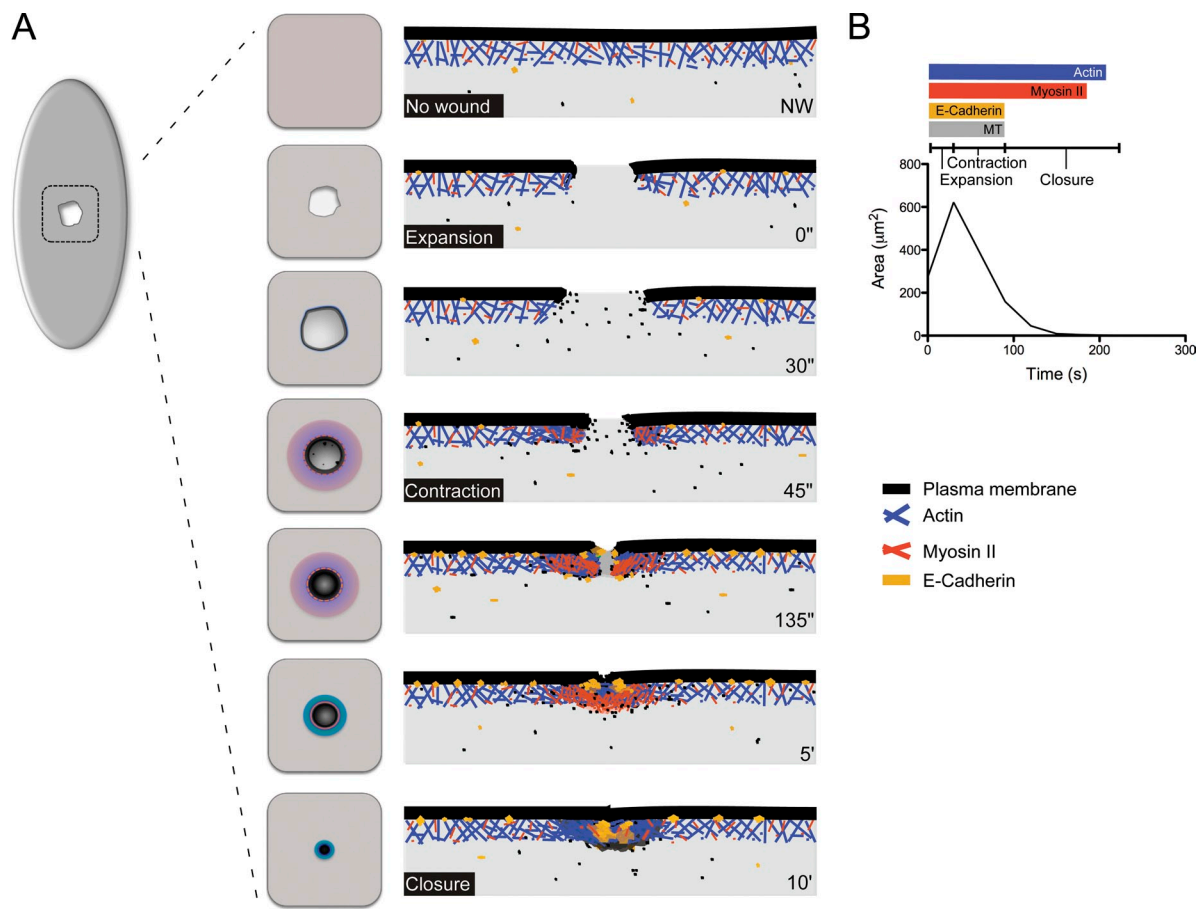 A
No wound
NW
Expansion
0"
30"
Contraction
45"
135"
5'
Closure
10'
B
Actin
Myosin II
E-Cadherin
MT
Contraction
Expansion
Closure
800
600
400
200
0
Area (μm²)
0
100
200
300
Time (s)
Plasma membrane
Actin
Myosin II
E-Cadherin